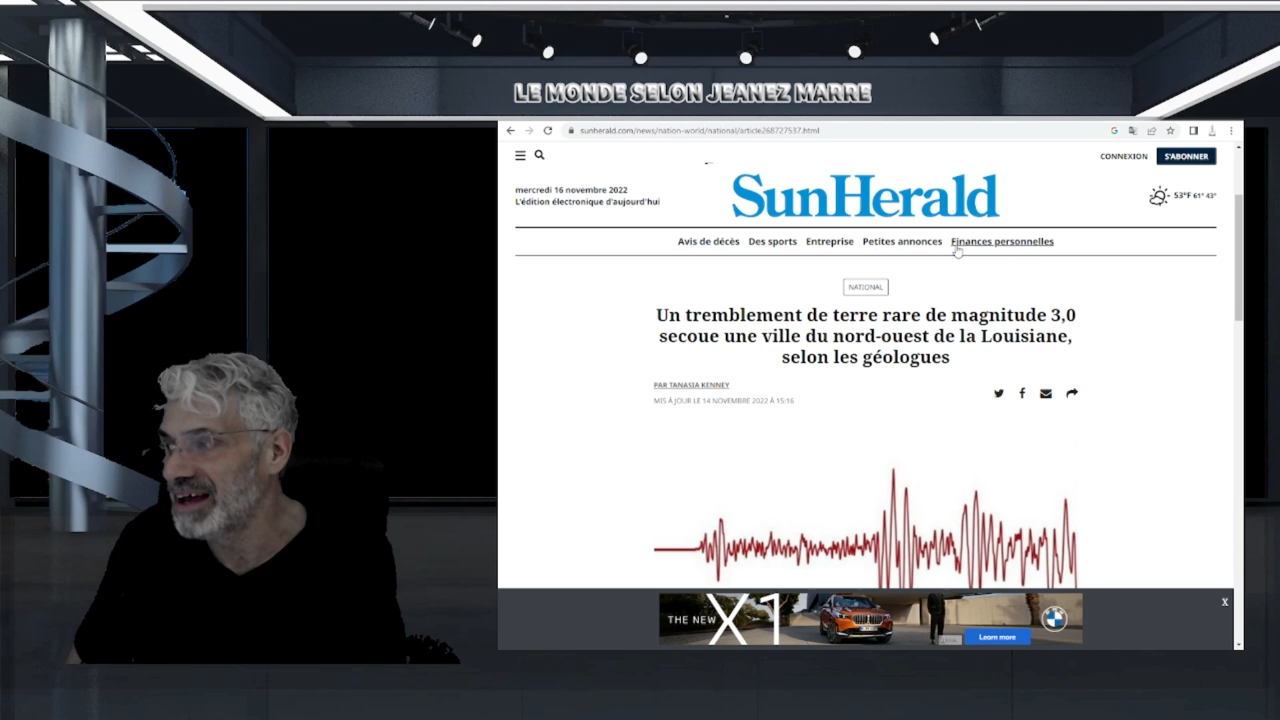 LE MONDE SELON JEANEZ MARRE
sunherald.com/news/nation-world/national/article268727537.html
CONNEXION S'ABONNER
mercredi 16 novembre 2022
L'édition électronique d'aujourd'hui
SunHerald
53°F 61° 43°
Avis de décès Des sports Entreprise Petites annonces Finances personnelles
NATIONAL
Un tremblement de terre rare de magnitude 3,0
secoue une ville du nord-ouest de la Louisiane,
selon les géologues
PAR TANASIA KENNEY
MIS À JOUR LE 14 NOVEMBRE 2022 À 15:16
X
THE NEW X1
Learn more